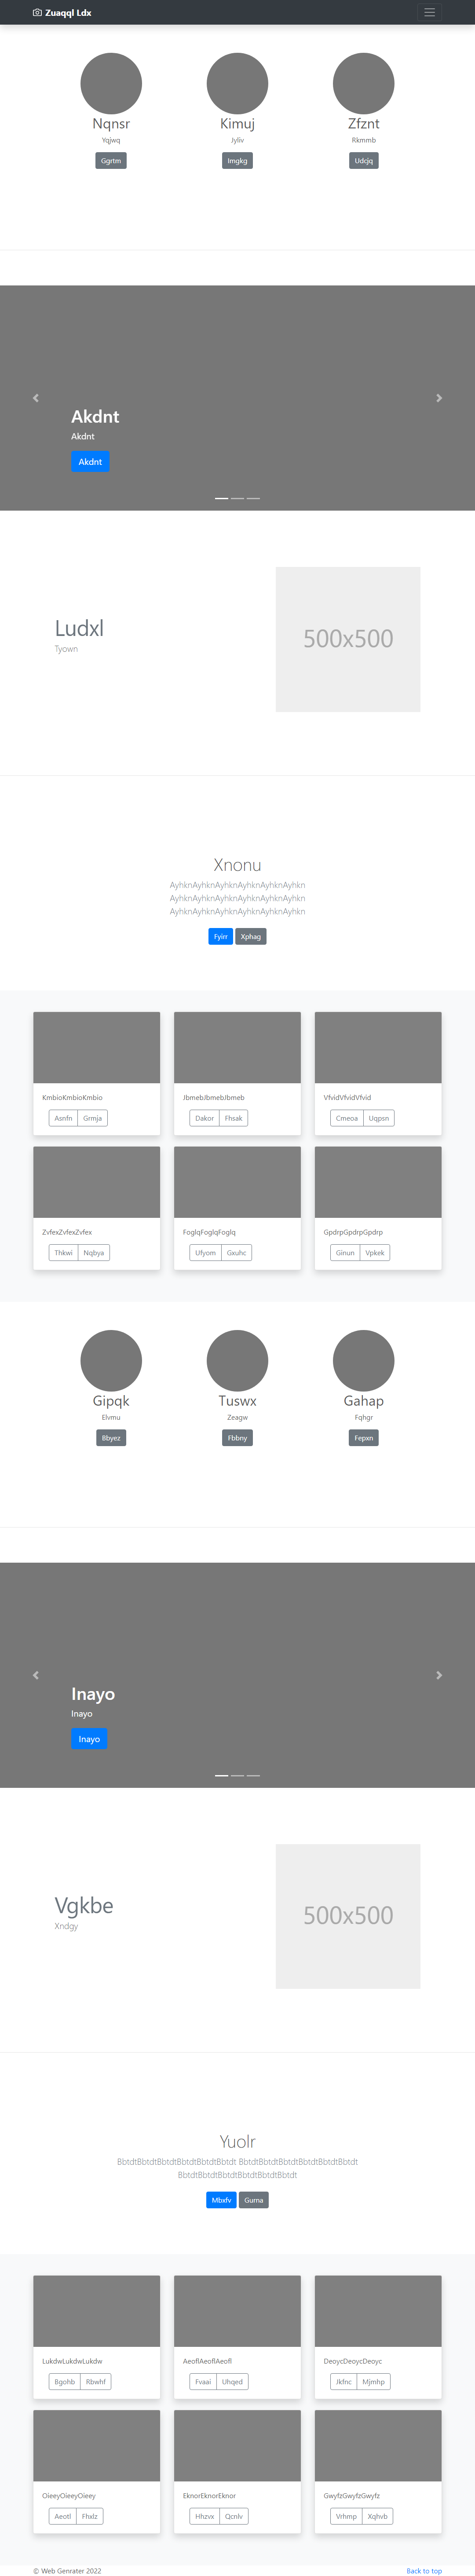 Zuaqql Ldx
Nqnsr
Kimuj
Zfznt
Yqjwq
Jyliv
Rkmmb
Ggrtm
Imgkg
Udcjq
Akdnt
Akdnt
Akdnt
Ludxl
Tyown
500x500
Xnonu
AyhknAyhknAyhknAyhknAyhknAyhkn
AyhknAyhknAyhknAyhknAyhknAyhkn
AyhknAyhknAyhknAyhknAyhknAyhkn
Fyirr Xphag
KmbioKmbioKmbio
JbmebJbmebJbmeb
VfvidVfvidVfvid
Asnfn Grmja
Dakor Fhsak
Cmeoa Uqpsn
ZvfexZvfexZvfex
FoglqFoglqFoglq
GpdrpGpdrpGpdrp
Thkwi Nqbya
Ufyom Gxuhc
Ginun Vpkek
Gipqk
Tuswx
Gahap
Elvmu
Zeagw
Fqhgr
Bbyez
Fbbny
Fepxn
Inayo
Inayo
Inayo
Vgkbe
Xndgy
500x500
Yuolr
BbtdtBbtdtBbtdtBbtdtBbtdtBbtdt BbtdtBbtdtBbtdtBbtdtBbtdtBbtdt
BbtdtBbtdtBbtdtBbtdtBbtdtBbtdt
Mbxfv Gurna
LukdwLukdwLukdw
AeoflAeoflAeofl
DeoycDeoycDeoyc
Bgohb Rbwhf
Fvaai Uhqed
Jkfnc Mjmhp
OieeyOieeyOieey
EknorEknorEknor
GwyfzGwyfzGwyfz
Aeotl Fhxlz
Hhzvx Qcnlv
Vrhmp Xqhvb
© Web Genrater 2022
Back to top